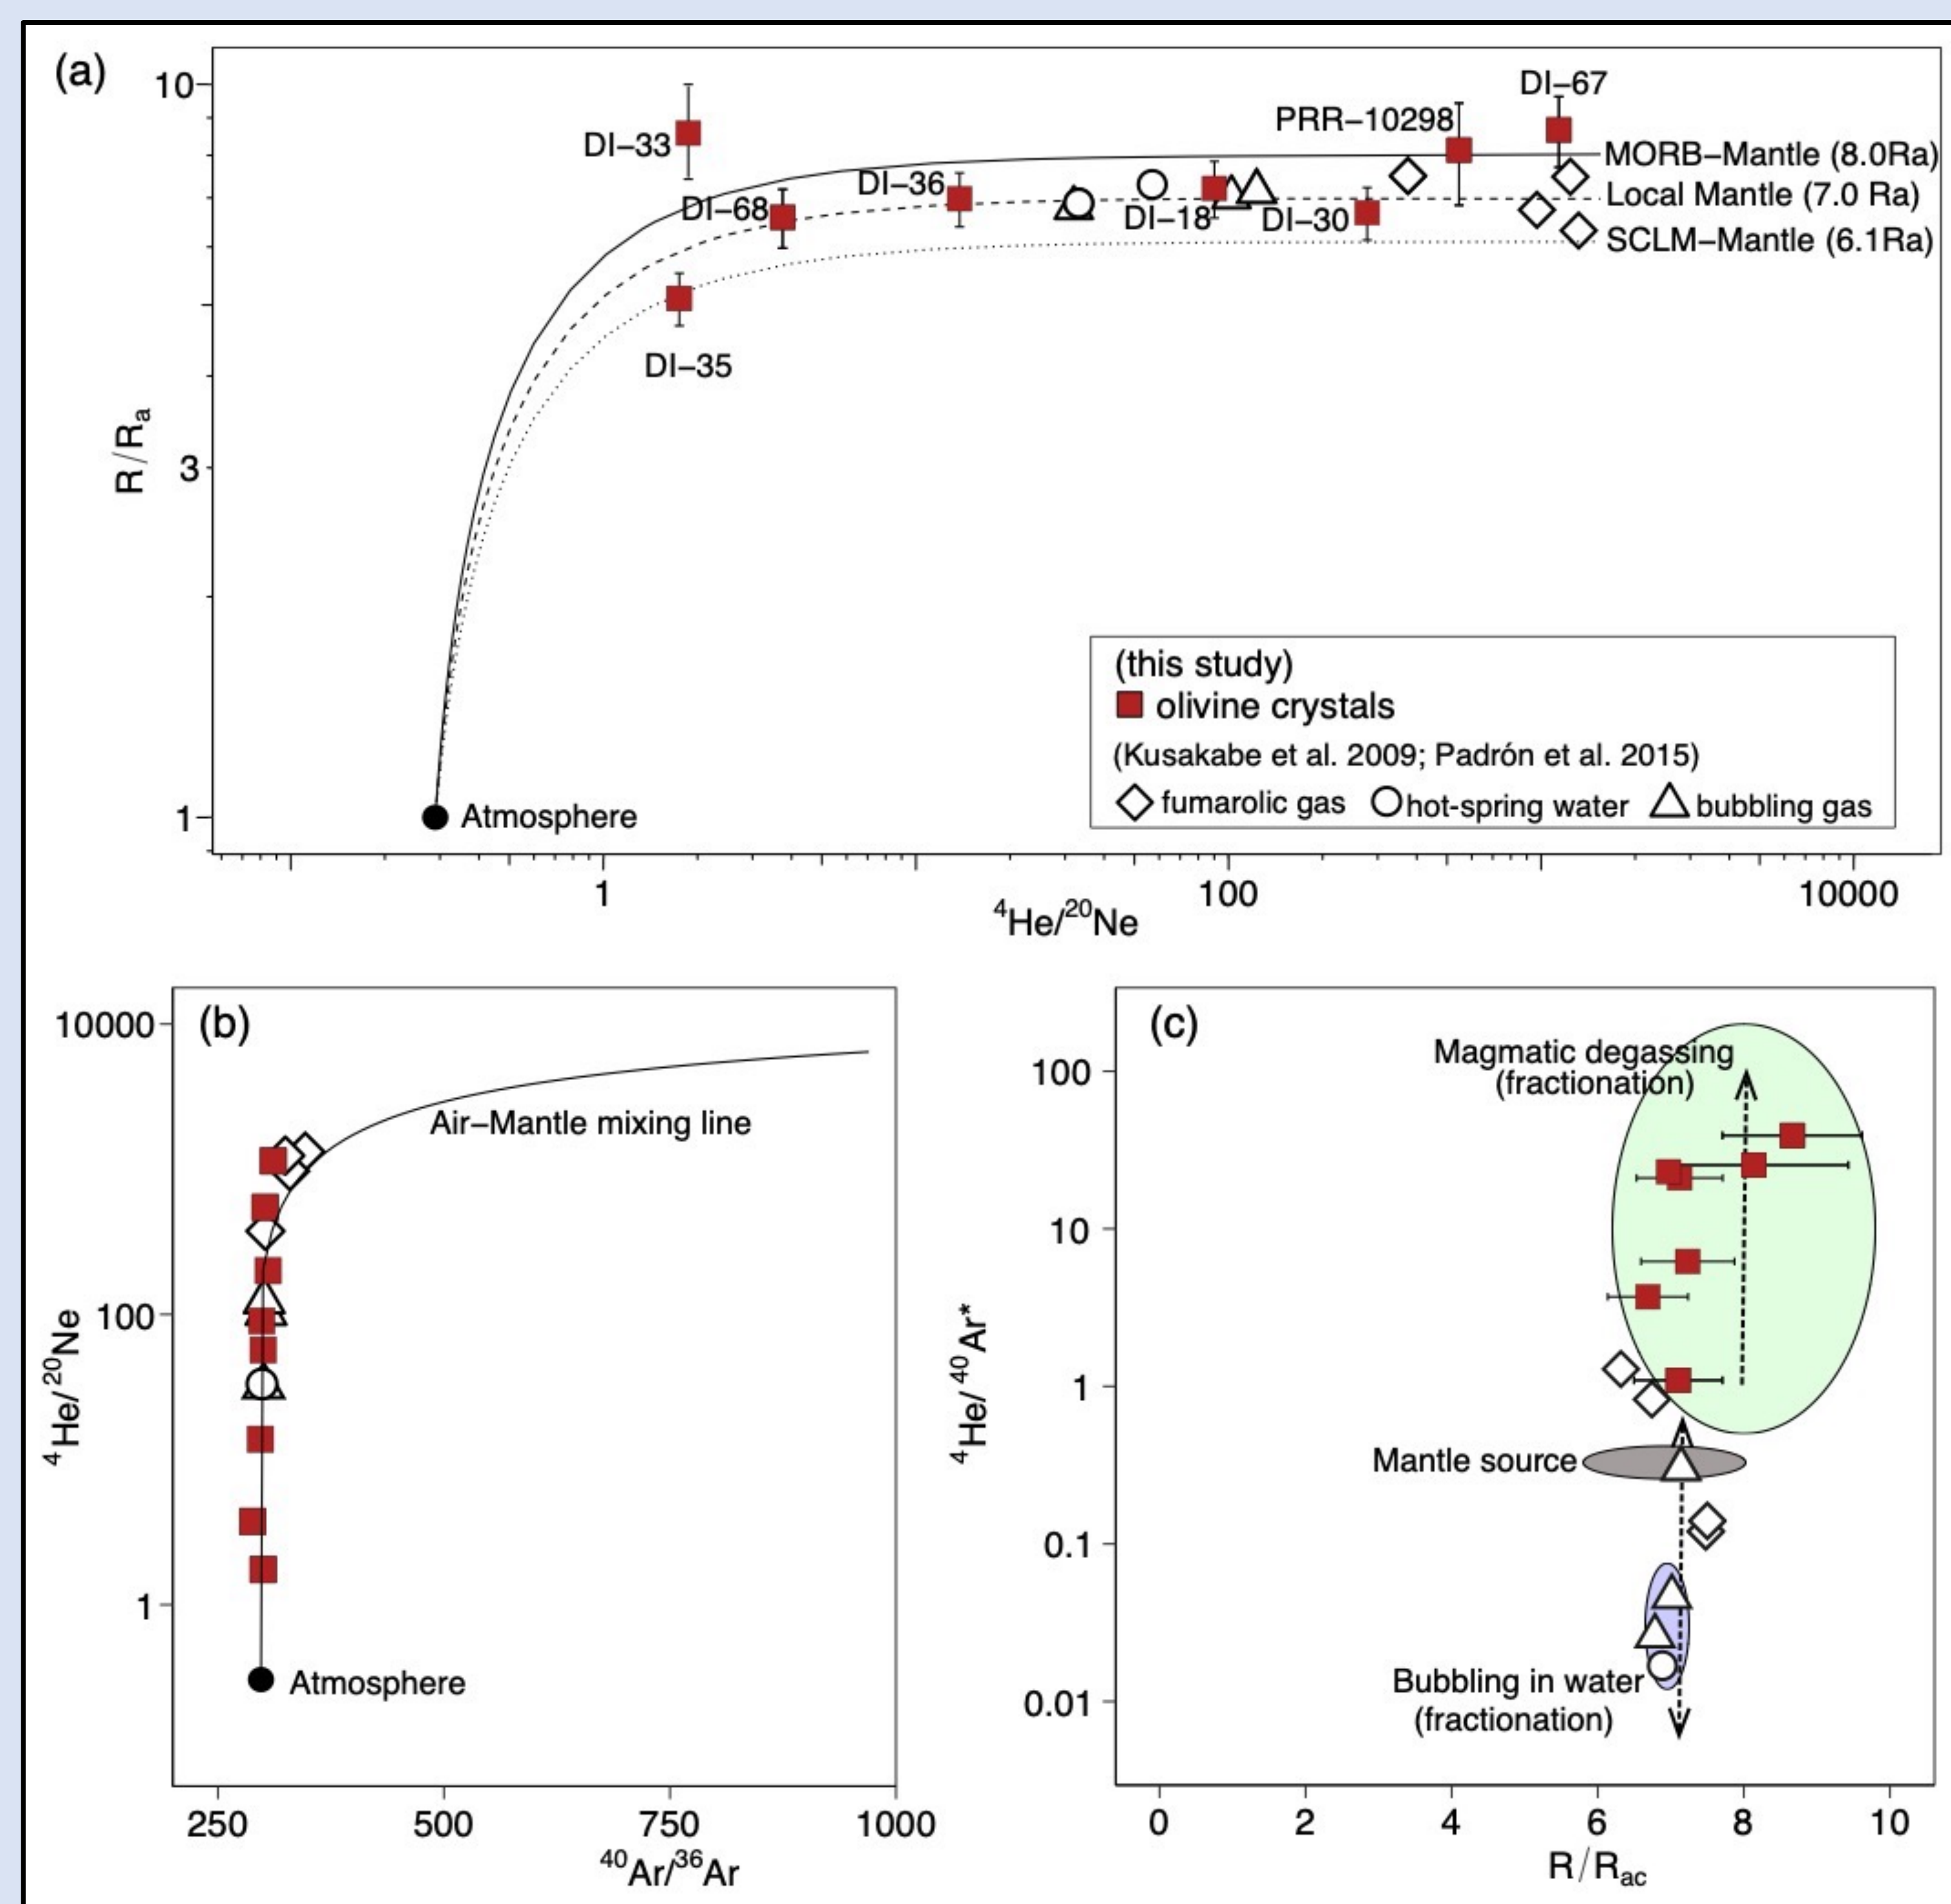 (a)
10
3
1
R/Rₐ
DI–33
DI–68
DI–35
DI–36
DI–18
DI–30
PRR–10298
DI–67
MORB–Mantle (8.0Ra)
Local Mantle (7.0 Ra)
SCLM–Mantle (6.1Ra)
Atmosphere
(this study)
olivine crystals
(Kusakabe et al. 2009; Padrón et al. 2015)
fumarolic gas hot-spring water bubbling gas
1 100 10000
⁴He/²⁰Ne
(b)
10000
100
1
⁴He/²⁰Ne
Air–Mantle mixing line
Atmosphere
250 500 750 1000
⁴⁰Ar/³⁶Ar
(c)
100
10
1
0.1
0.01
⁴He/⁴⁰Ar*
Magmatic degassing
(fractionation)
Mantle source
Bubbling in water
(fractionation)
0 2 4 6 8 10
R/Rac